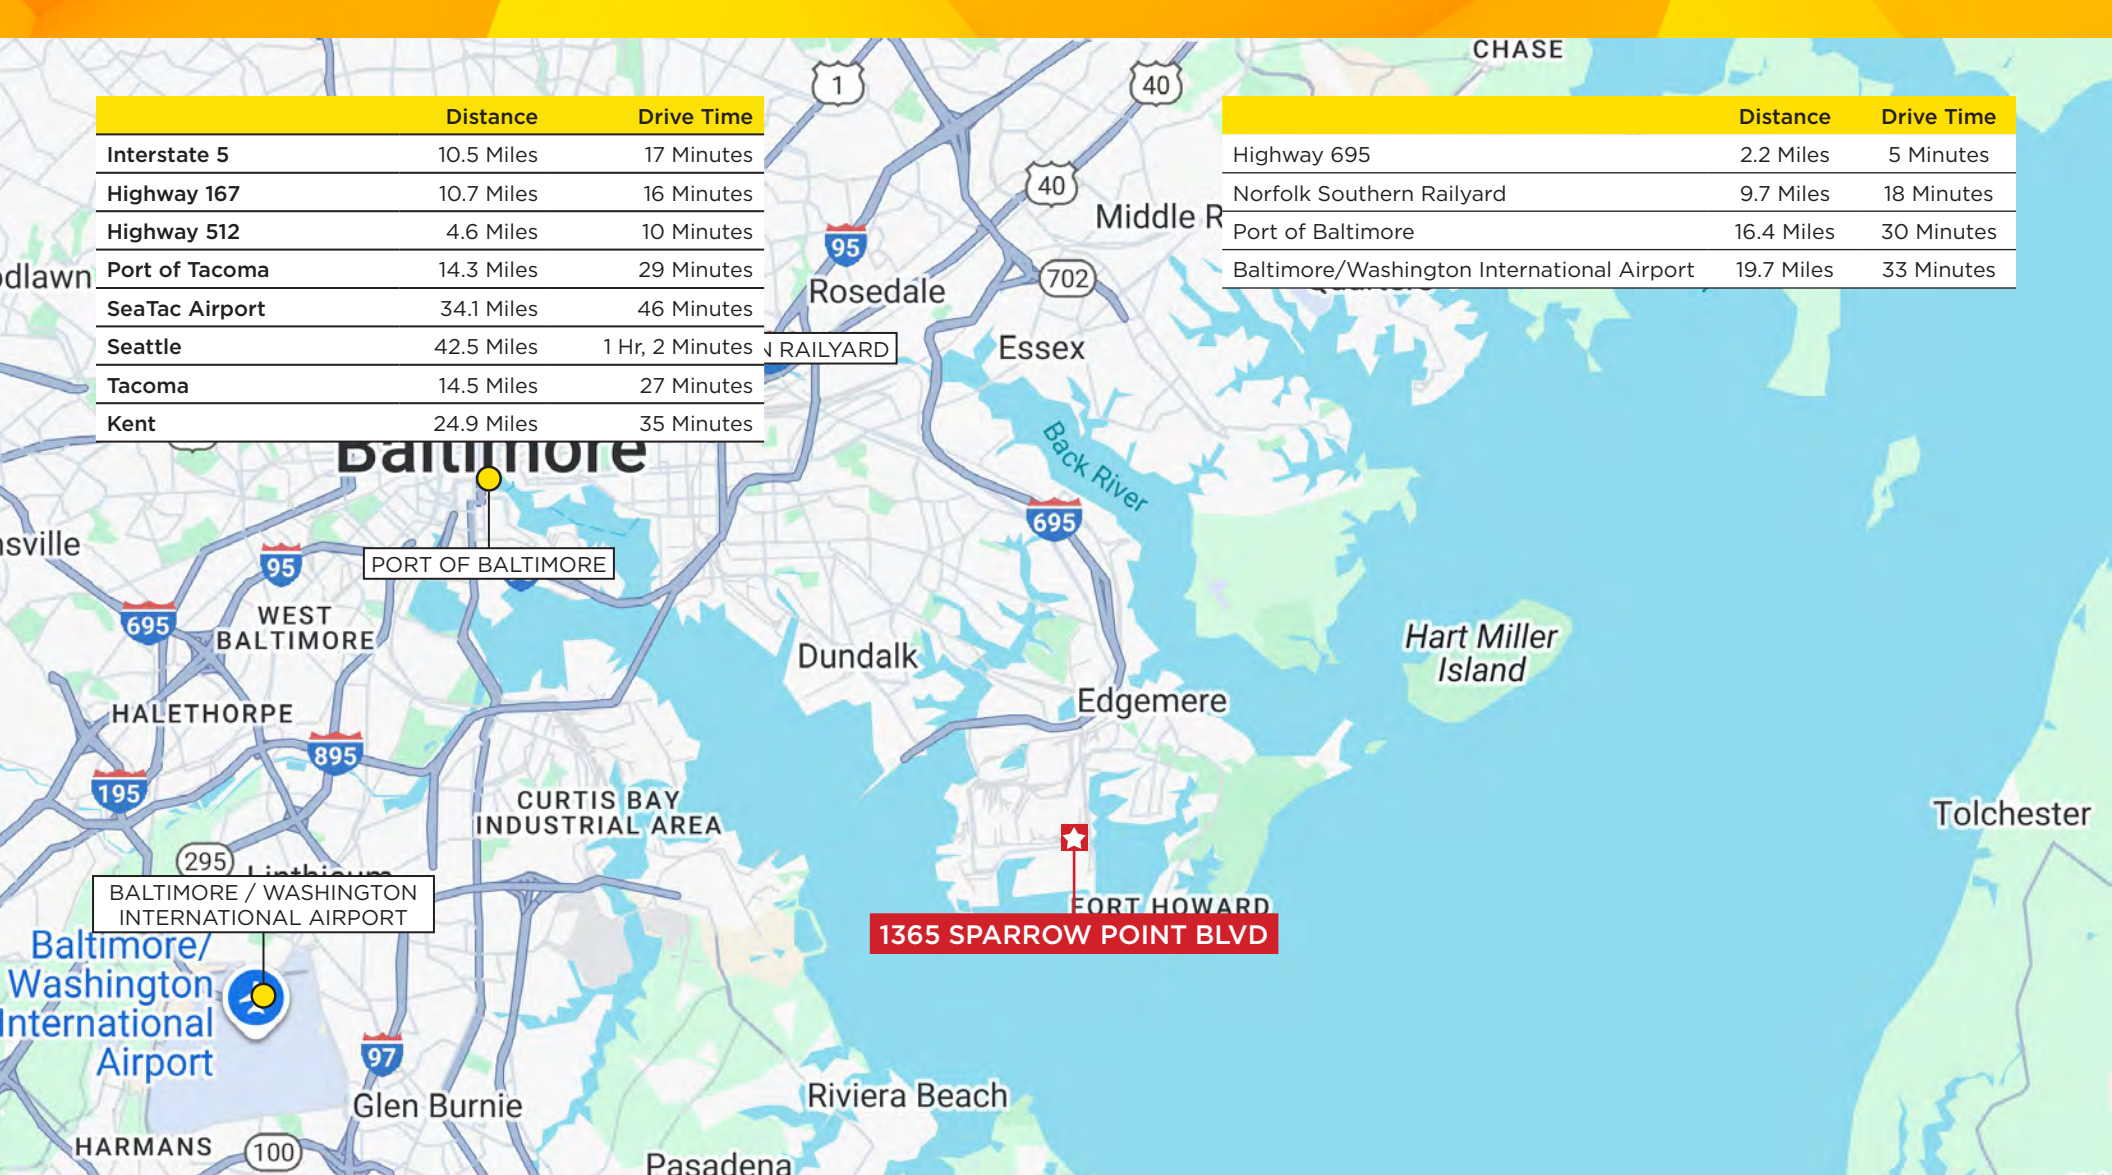 CHASE
1
40
Distance Drive Time
Interstate 5 10.5 Miles 17 Minutes
Highway 167 10.7 Miles 16 Minutes
Highway 512 4.6 Miles 10 Minutes
Port of Tacoma 14.3 Miles 29 Minutes
SeaTac Airport 34.1 Miles 46 Minutes
Seattle 42.5 Miles 1 Hr, 2 Minutes
Tacoma 14.5 Miles 27 Minutes
Kent 24.9 Miles 35 Minutes
Distance Drive Time
Highway 695 2.2 Miles 5 Minutes
Norfolk Southern Railyard 9.7 Miles 18 Minutes
Port of Baltimore 16.4 Miles 30 Minutes
Baltimore/Washington International Airport 19.7 Miles 33 Minutes
40
Middle R
95
702
odlawn
Rosedale
RAILYARD
Essex
Baltimore
Back River
695
nsville
95
PORT OF BALTIMORE
695
WEST
BALTIMORE
Hart Miller
Island
Dundalk
Edgemere
HALETHORPE
895
195
CURTIS BAY
INDUSTRIAL AREA
Tolchester
295
Linthicum
BALTIMORE / WASHINGTON
INTERNATIONAL AIRPORT
FORT HOWARD
1365 SPARROW POINT BLVD
Baltimore/
Washington
International
Airport
97
Glen Burnie
Riviera Beach
HARMANS
100
Pasadena